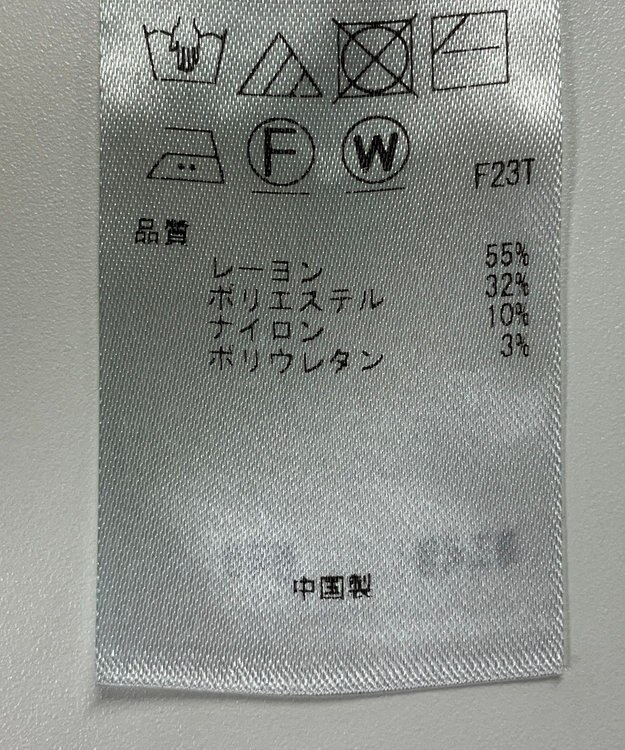 F W
F23T
品質
レーヨン 55%
ポリエステル 32%
ナイロン 10%
ポリウレタン 3%
中国製